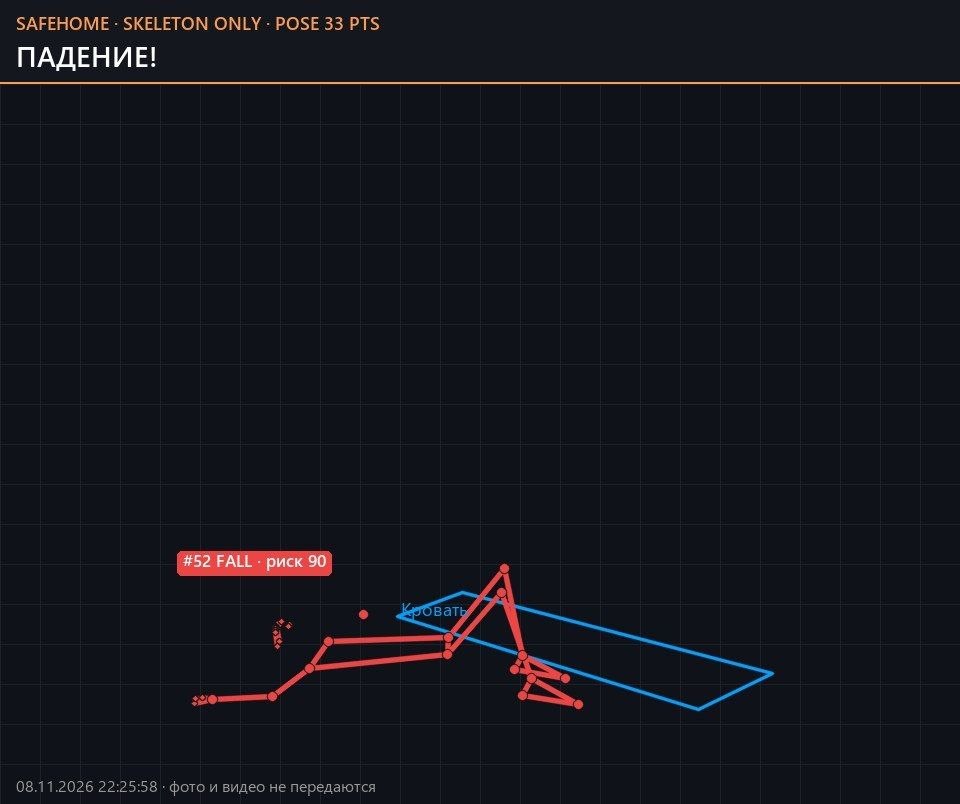 SAFEHOME · SKELETON ONLY · POSE 33 PTS
ПАДЕНИЕ!
#52 FALL · риск 90
Кровать
08.11.2026 22:25:58 · фото и видео не передаются